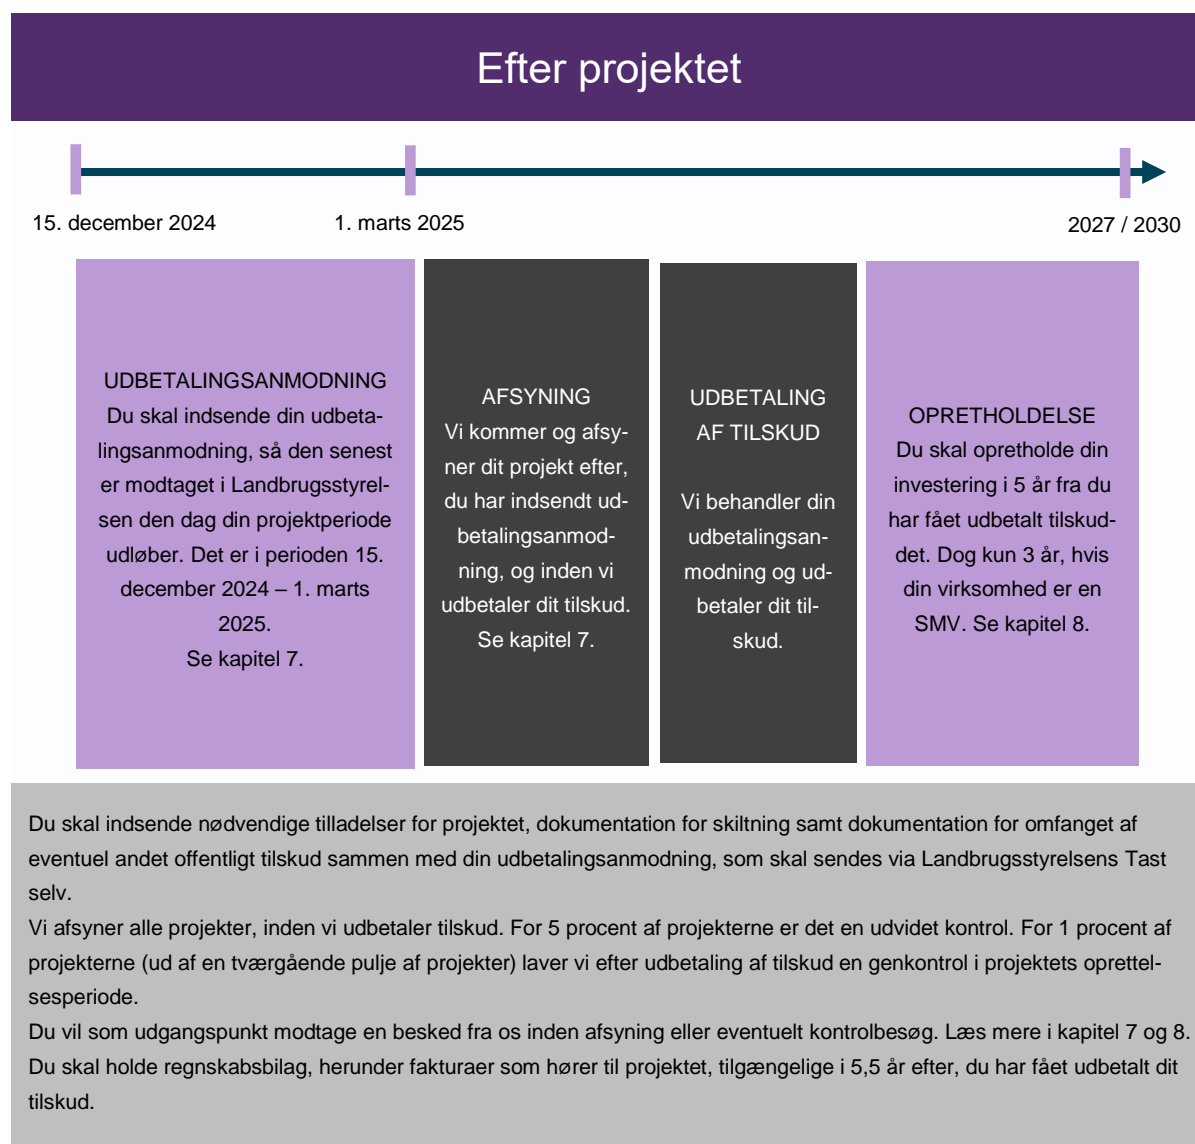 Efter projektet
15. december 2024
1. marts 2025
2027 / 2030
UDBETALINGSANMODNING
Du skal indsende din udbeta-
lingsanmodning, så den senest
er modtaget i Landbrugsstyrel-
sen den dag din projektperiode
udløber. Det er i perioden 15.
december 2024 – 1. marts
2025.
Se kapitel 7.
AFSYNING
Vi kommer og afsy-
ner dit projekt efter,
du har indsendt ud-
betalingsanmod-
ning, og inden vi
udbetaler dit tilskud.
Se kapitel 7.
UDBETALING
AF TILSKUD
Vi behandler din
udbetalingsan-
modning og ud-
betaler dit til-
skud.
OPRETHOLDELSE
Du skal opretholde din
investering i 5 år fra du
har fået udbetalt tilskud-
det. Dog kun 3 år, hvis
din virksomhed er en
SMV. Se kapitel 8.
Du skal indsende nødvendige tilladelser for projektet, dokumentation for skiltning samt dokumentation for omfanget af
eventuel andet offentligt tilskud sammen med din udbetalingsanmodning, som skal sendes via Landbrugsstyrelsens Tast
selv.
Vi afsyner alle projekter, inden vi udbetaler tilskud. For 5 procent af projekterne er det en udvidet kontrol. For 1 procent af
projekterne (ud af en tværgående pulje af projekter) laver vi efter udbetaling af tilskud en genkontrol i projektets oprettel-
sesperiode.
Du vil som udgangspunkt modtage en besked fra os inden afsyning eller eventuelt kontrolbesøg. Læs mere i kapitel 7 og 8.
Du skal holde regnskabsbilag, herunder fakturaer som hører til projektet, tilgængelige i 5,5 år efter, du har fået udbetalt dit
tilskud.